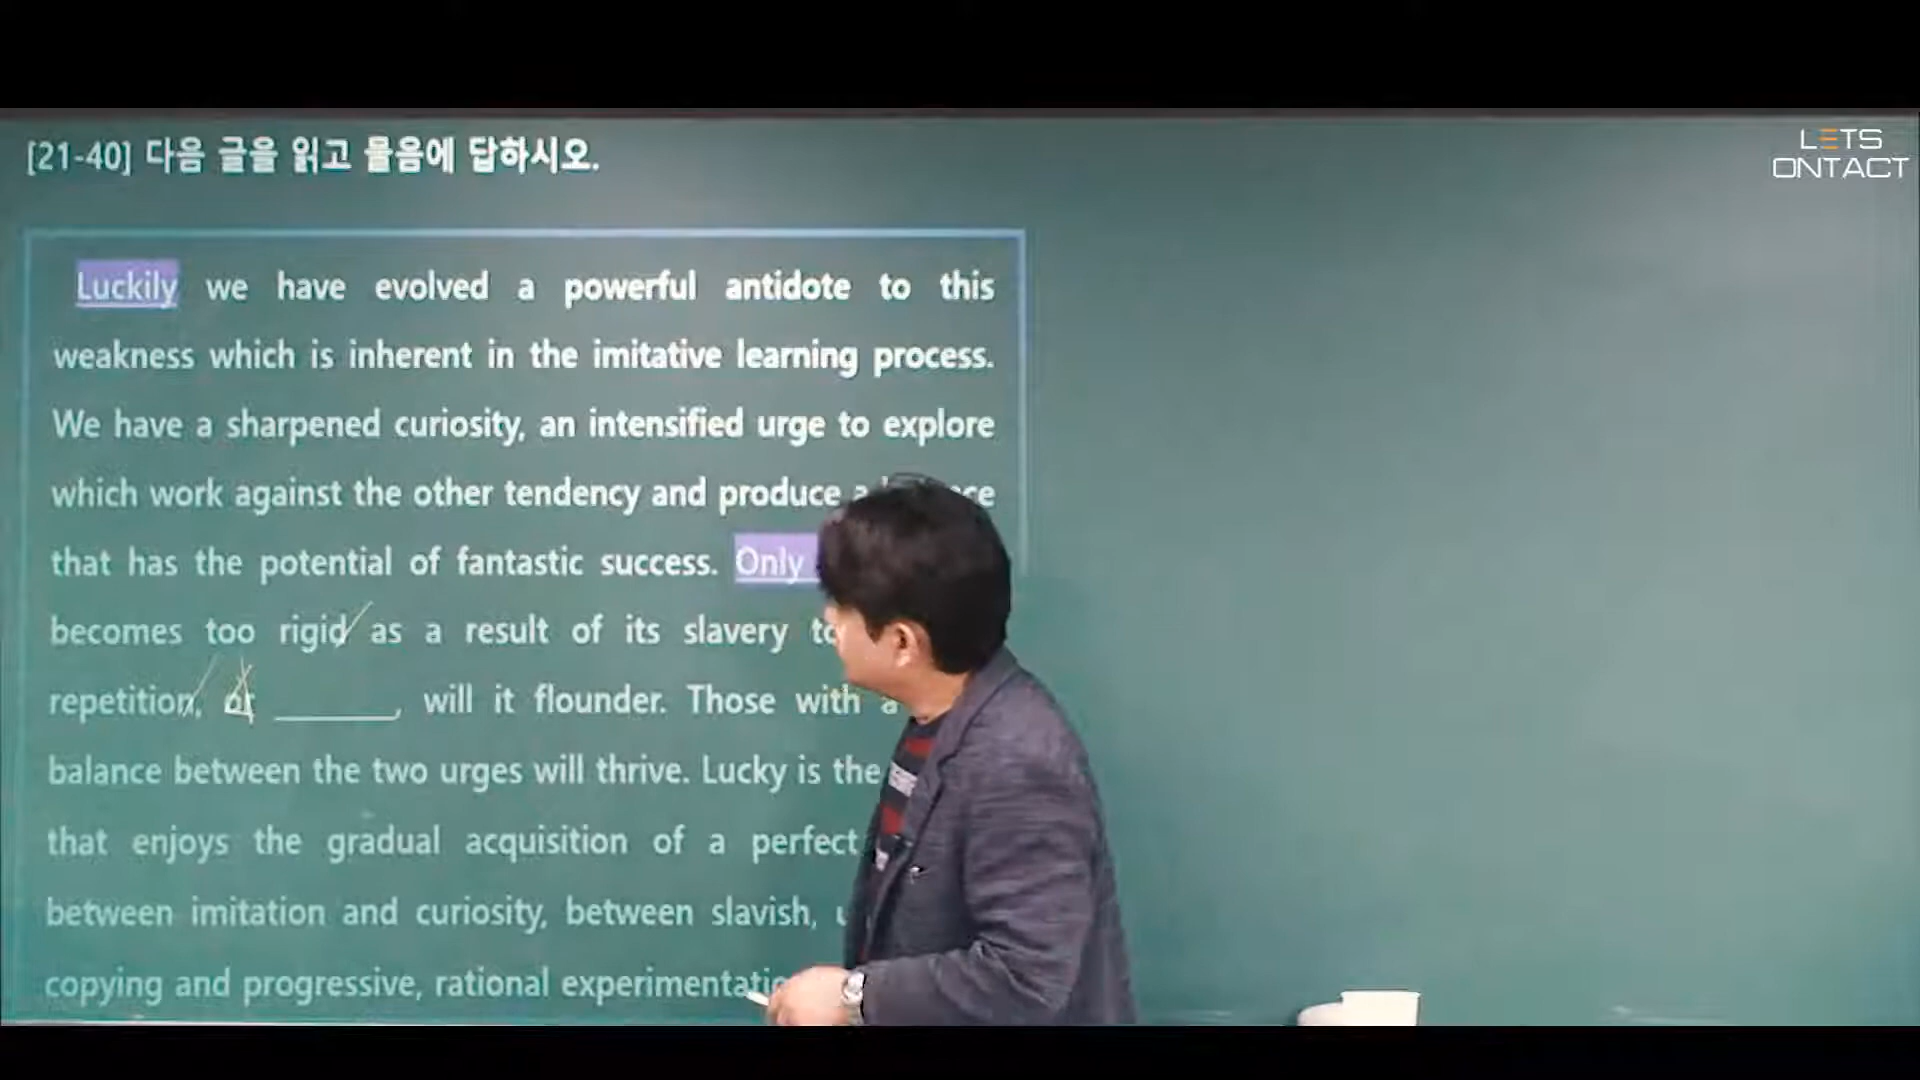 [21-40] 다음 글을 읽고 물음에 답하시오.
LETS
ONTACT
Luckily we have evolved a powerful antidote to this
weakness which is inherent in the imitative learning process.
We have a sharpened curiosity, an intensified urge to explore
which work against the other tendency and produce a
that has the potential of fantastic success. Only
becomes too rigid as a result of its slavery to
repetition, or ________, will it flounder. Those with a
balance between the two urges will thrive. Lucky is the
that enjoys the gradual acquisition of a perfect
between imitation and curiosity, between slavish,
copying and progressive, rational